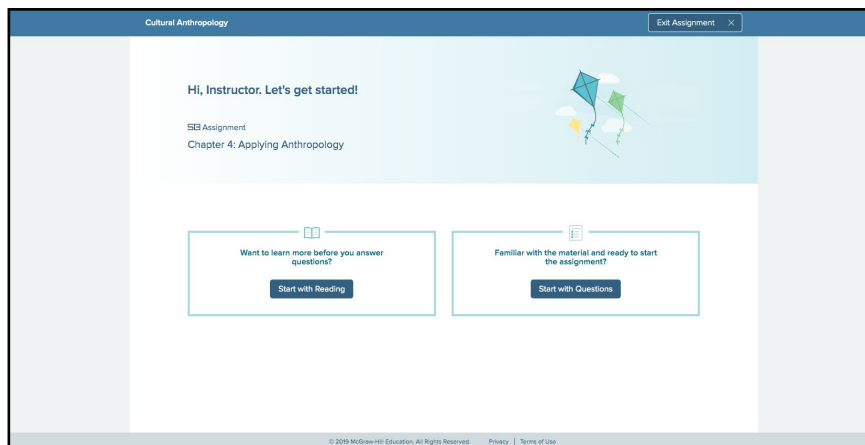 Cultural Anthropology
Exit Assignment
Hi, Instructor. Let's get started!
SB Assignment
Chapter 4: Applying Anthropology
Want to learn more before you answer
questions?
Start with Reading
Familiar with the material and ready to start
the assignment?
Start with Questions
© 2019 McGraw-Hill Education. All Rights Reserved. Privacy | Terms of Use